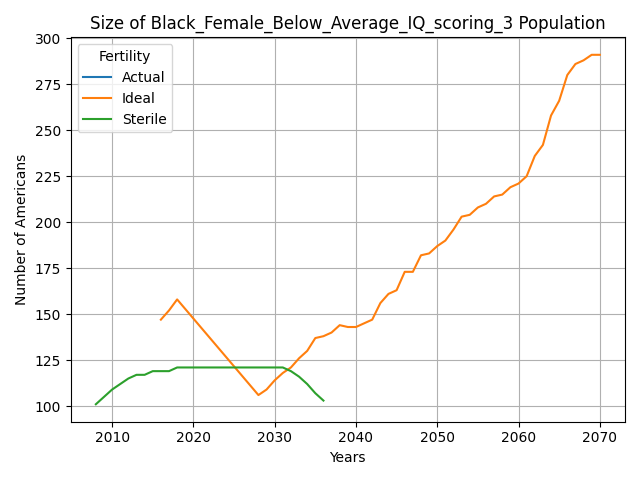 Size of Black_Female_Below_Average_IQ_scoring_3 Population
Number of Americans
300
275
250
225
200
175
150
125
100
Fertility
Actual
Ideal
Sterile
2010 2020 2030 2040 2050 2060 2070
Years